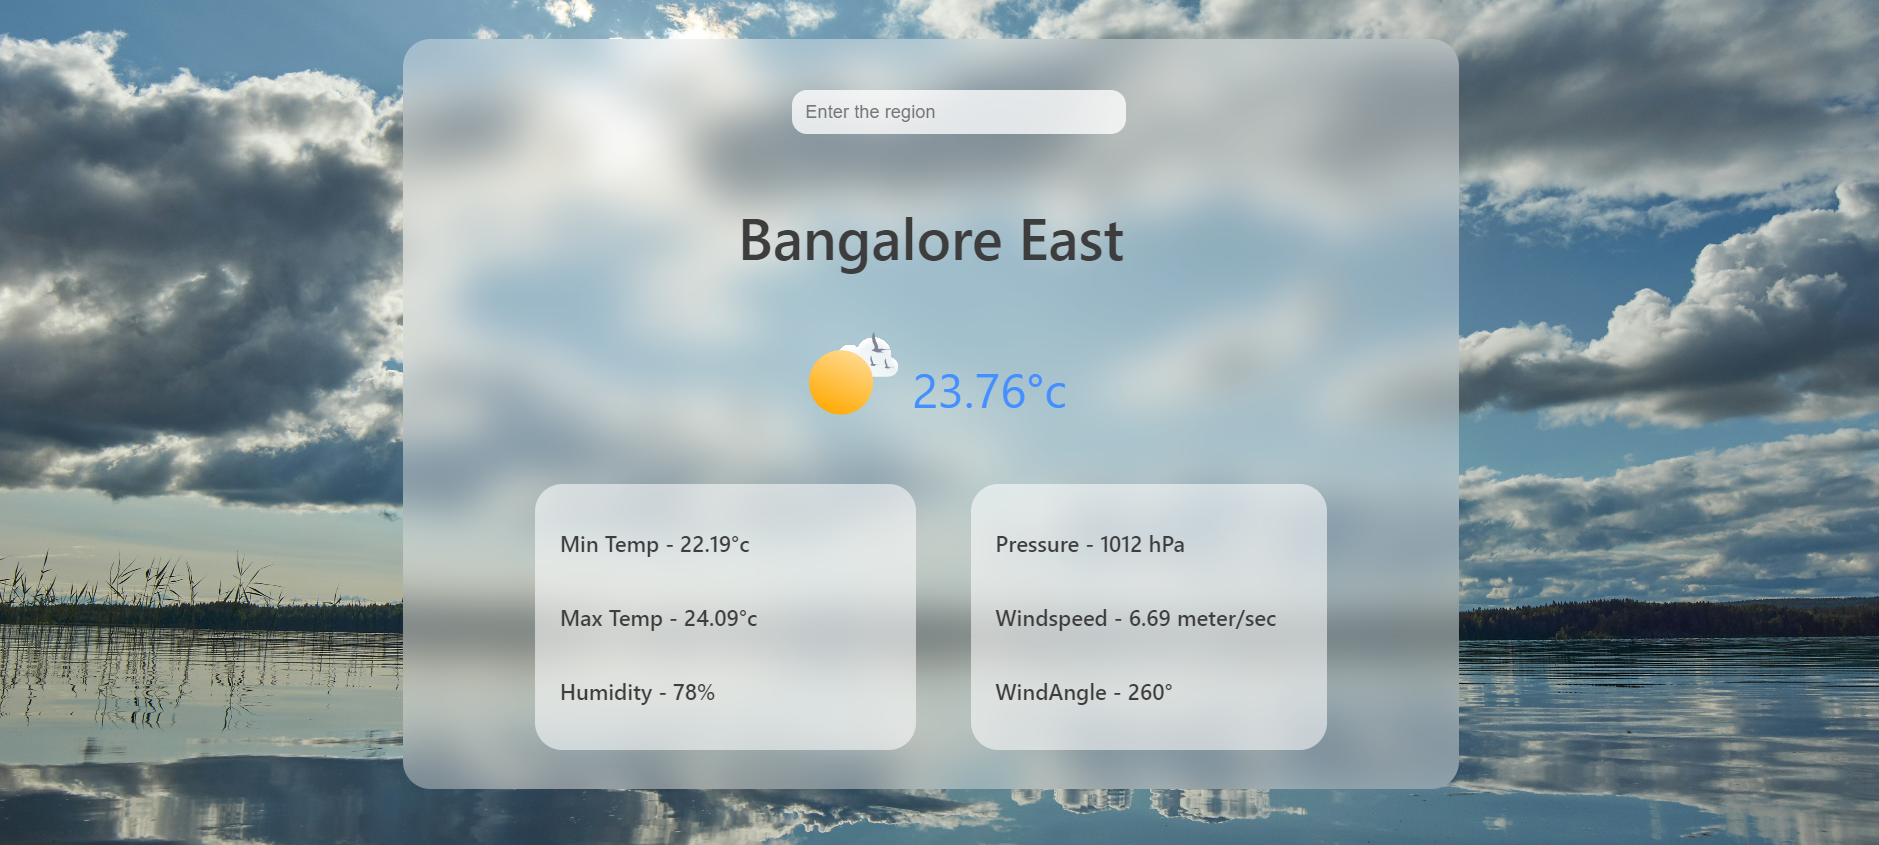 Enter the region
Bangalore East
23.76°c
Min Temp - 22.19°c
Max Temp - 24.09°c
Humidity - 78%
Pressure - 1012 hPa
Windspeed - 6.69 meter/sec
WindAngle - 260°